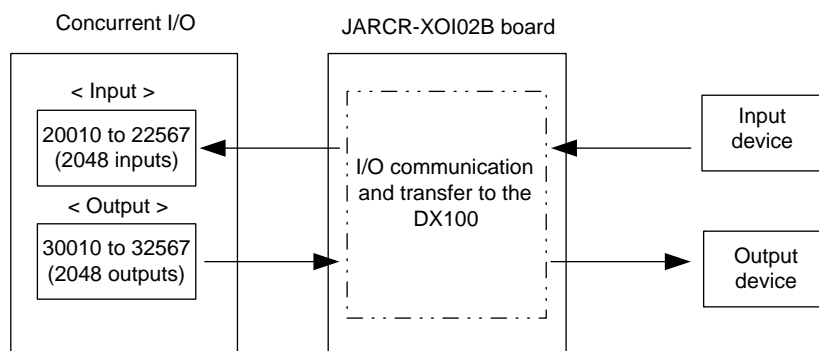 Concurrent I/O
JARCR-XOI02B board
< Input >
20010 to 22567
(2048 inputs)
< Output >
30010 to 32567
(2048 outputs)
I/O communication
and transfer to the
DX100
Input
device
Output
device